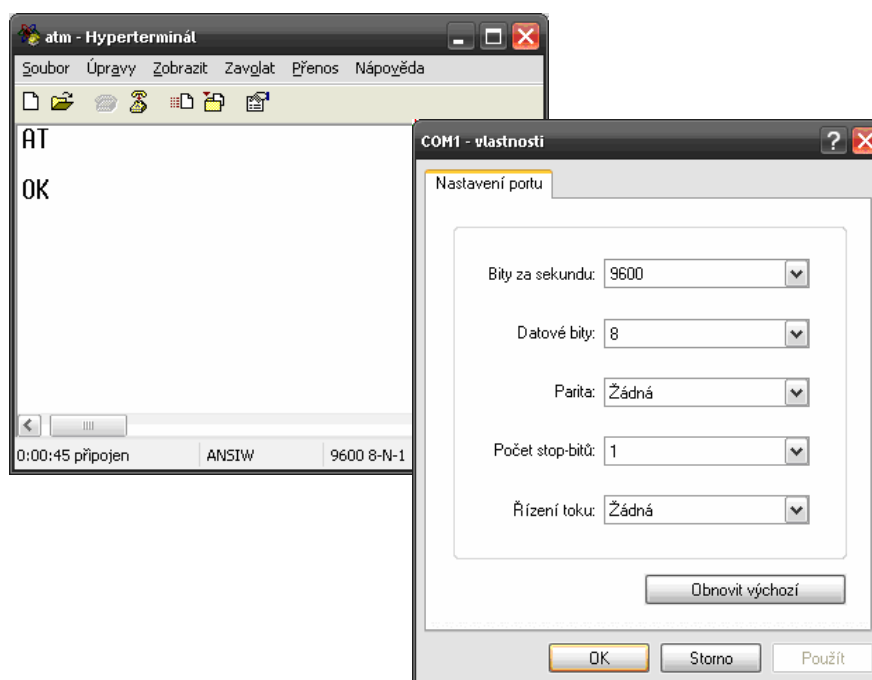 atm - Hyperterminál
Soubor Úpravy Zobrazit Zavolat Přenos Nápověda
AT
OK
0:00:45 připojen ANSIW 9600 8-N-1
COM1 - vlastnosti
Nastavení portu
Bity za sekundu: 9600
Datové bity: 8
Parita: Žádná
Počet stop-bitů: 1
Řízení toku: Žádná
Obnovit výchozí
OK Storno Použít